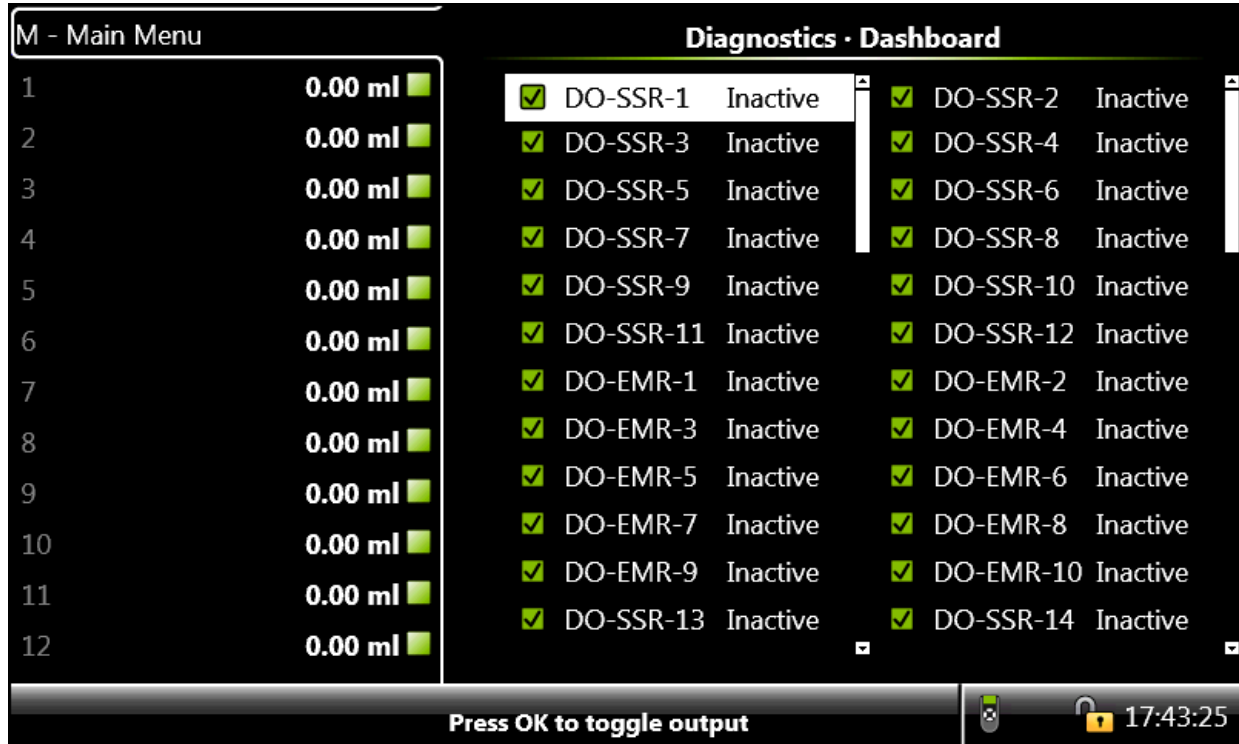 M - Main Menu
1 0.00 ml
2 0.00 ml
3 0.00 ml
4 0.00 ml
5 0.00 ml
6 0.00 ml
7 0.00 ml
8 0.00 ml
9 0.00 ml
10 0.00 ml
11 0.00 ml
12 0.00 ml
Diagnostics · Dashboard
DO-SSR-1 Inactive DO-SSR-2 Inactive
DO-SSR-3 Inactive DO-SSR-4 Inactive
DO-SSR-5 Inactive DO-SSR-6 Inactive
DO-SSR-7 Inactive DO-SSR-8 Inactive
DO-SSR-9 Inactive DO-SSR-10 Inactive
DO-SSR-11 Inactive DO-SSR-12 Inactive
DO-EMR-1 Inactive DO-EMR-2 Inactive
DO-EMR-3 Inactive DO-EMR-4 Inactive
DO-EMR-5 Inactive DO-EMR-6 Inactive
DO-EMR-7 Inactive DO-EMR-8 Inactive
DO-EMR-9 Inactive DO-EMR-10 Inactive
DO-SSR-13 Inactive DO-SSR-14 Inactive
Press OK to toggle output
17:43:25